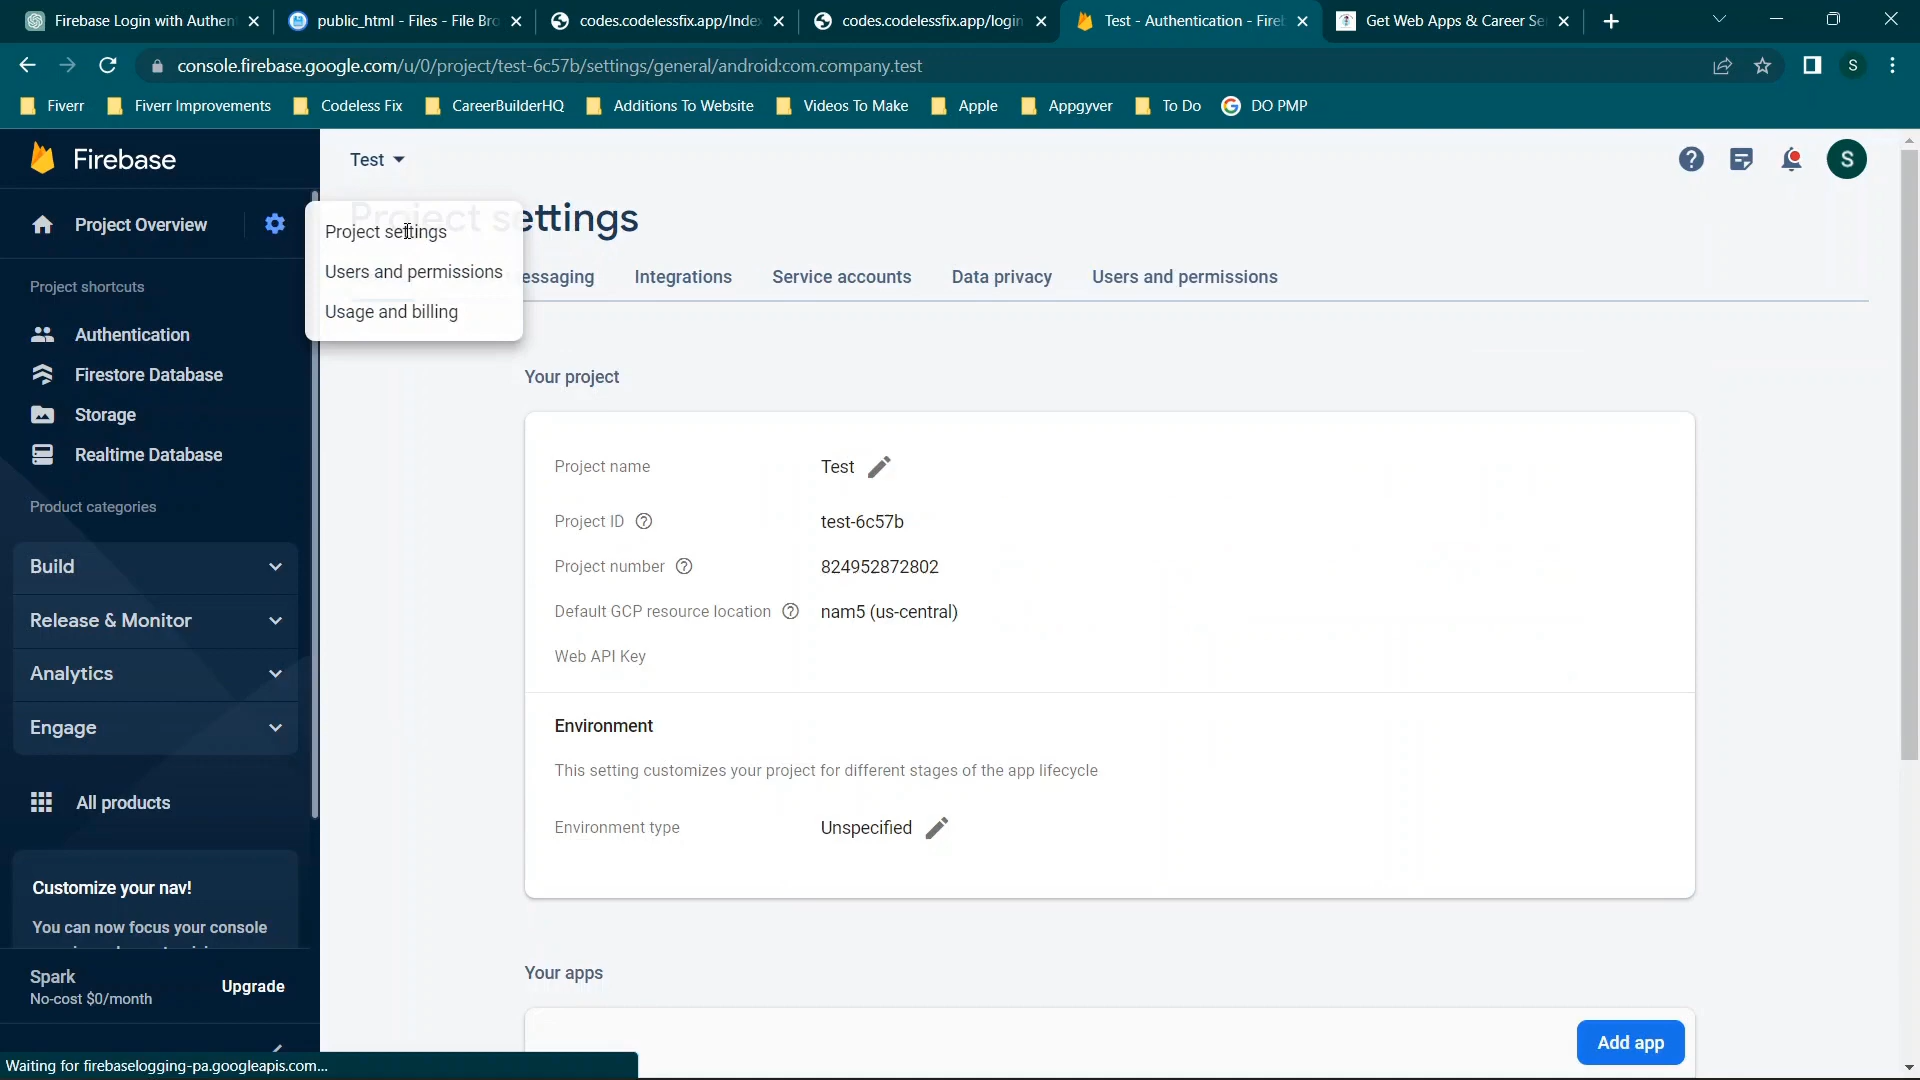 Firebase Login with Authen
public_html - Files - File Bro
codes.codelessfix.app/Index
codes.codelessfix.app/login
Test - Authentication - Fireb
Get Web Apps & Career Se
console.firebase.google.com/u/0/project/test-6c57b/settings/general/android:com.company.test
S
Fiverr
Fiverr Improvements
Codeless Fix
CareerBuilderHQ
Additions To Website
Videos To Make
Apple
Appgyver
To Do
DO PMP
Firebase
Test
S
Project Overview
Project settings
Project settings
Users and permissions
Usage and billing
essaging
Integrations
Service accounts
Data privacy
Users and permissions
Project shortcuts
Authentication
Firestore Database
Storage
Realtime Database
Product categories
Build
Release & Monitor
Analytics
Engage
All products
Customize your nav!
You can now focus your console
Spark
No-cost $0/month
Upgrade
Your project
Project name
Test
Project ID
test-6c57b
Project number
824952872802
Default GCP resource location
nam5 (us-central)
Web API Key
Environment
This setting customizes your project for different stages of the app lifecycle
Environment type
Unspecified
Your apps
Add app
Waiting for firebaselogging-pa.googleapis.com...